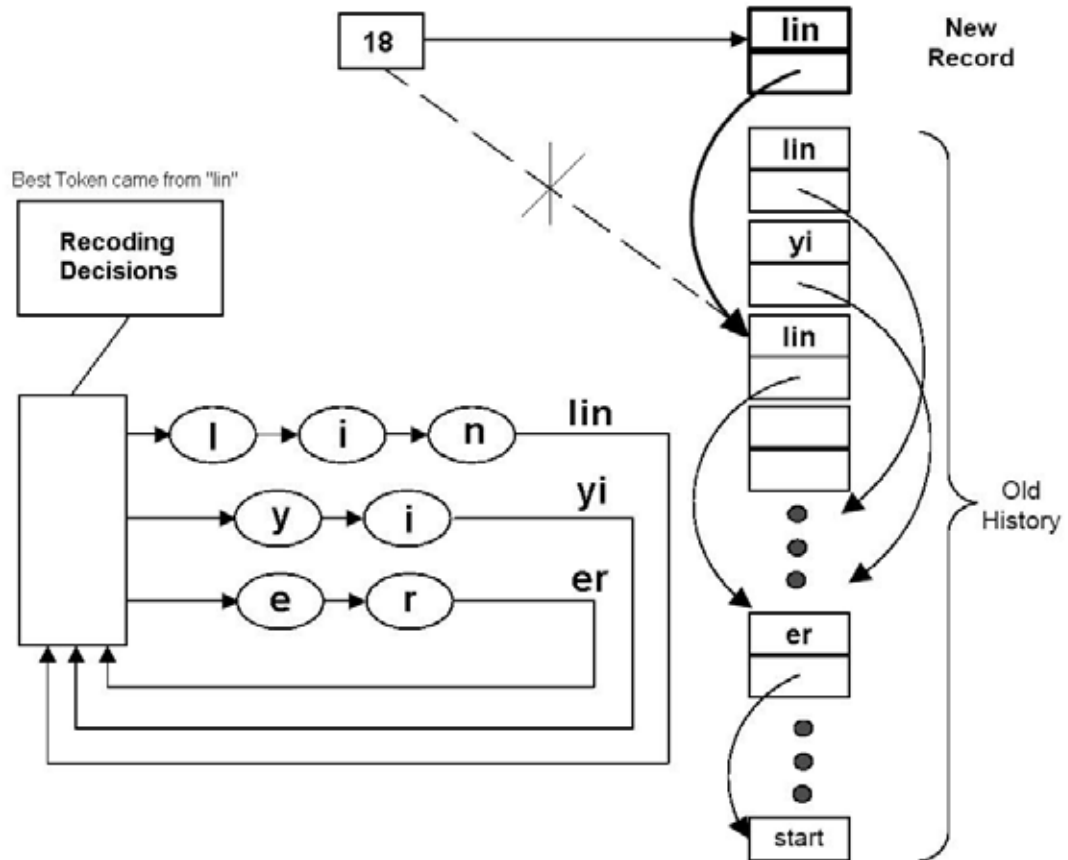 18
lin
New
Record
lin
Best Token came from "lin"
Recoding
Decisions
yi
lin
l
i
n
lin
y
i
yi
e
r
er
Old
History
er
start